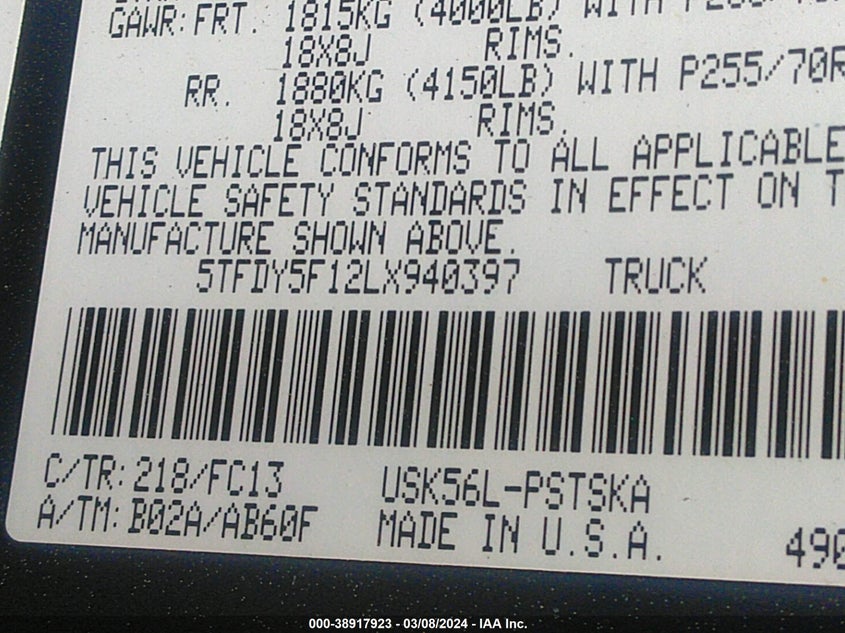 GAWR: FRT. 1815KG (4000LB) WITH
18X8J RIMS.
RR. 1880KG (4150LB) WITH P255/70R
18X8J RIMS.
THIS VEHICLE CONFORMS TO ALL APPLICABLE
VEHICLE SAFETY STANDARDS IN EFFECT ON T
MANUFACTURE SHOWN ABOVE.
5TFDY5F12LX940397 TRUCK
C/TR: 218/FC13 USK56L-PSTSKA
A/TM: B02A/AB60F MADE IN U.S.A. 490
000-38917923 - 03/08/2024 - IAA Inc.